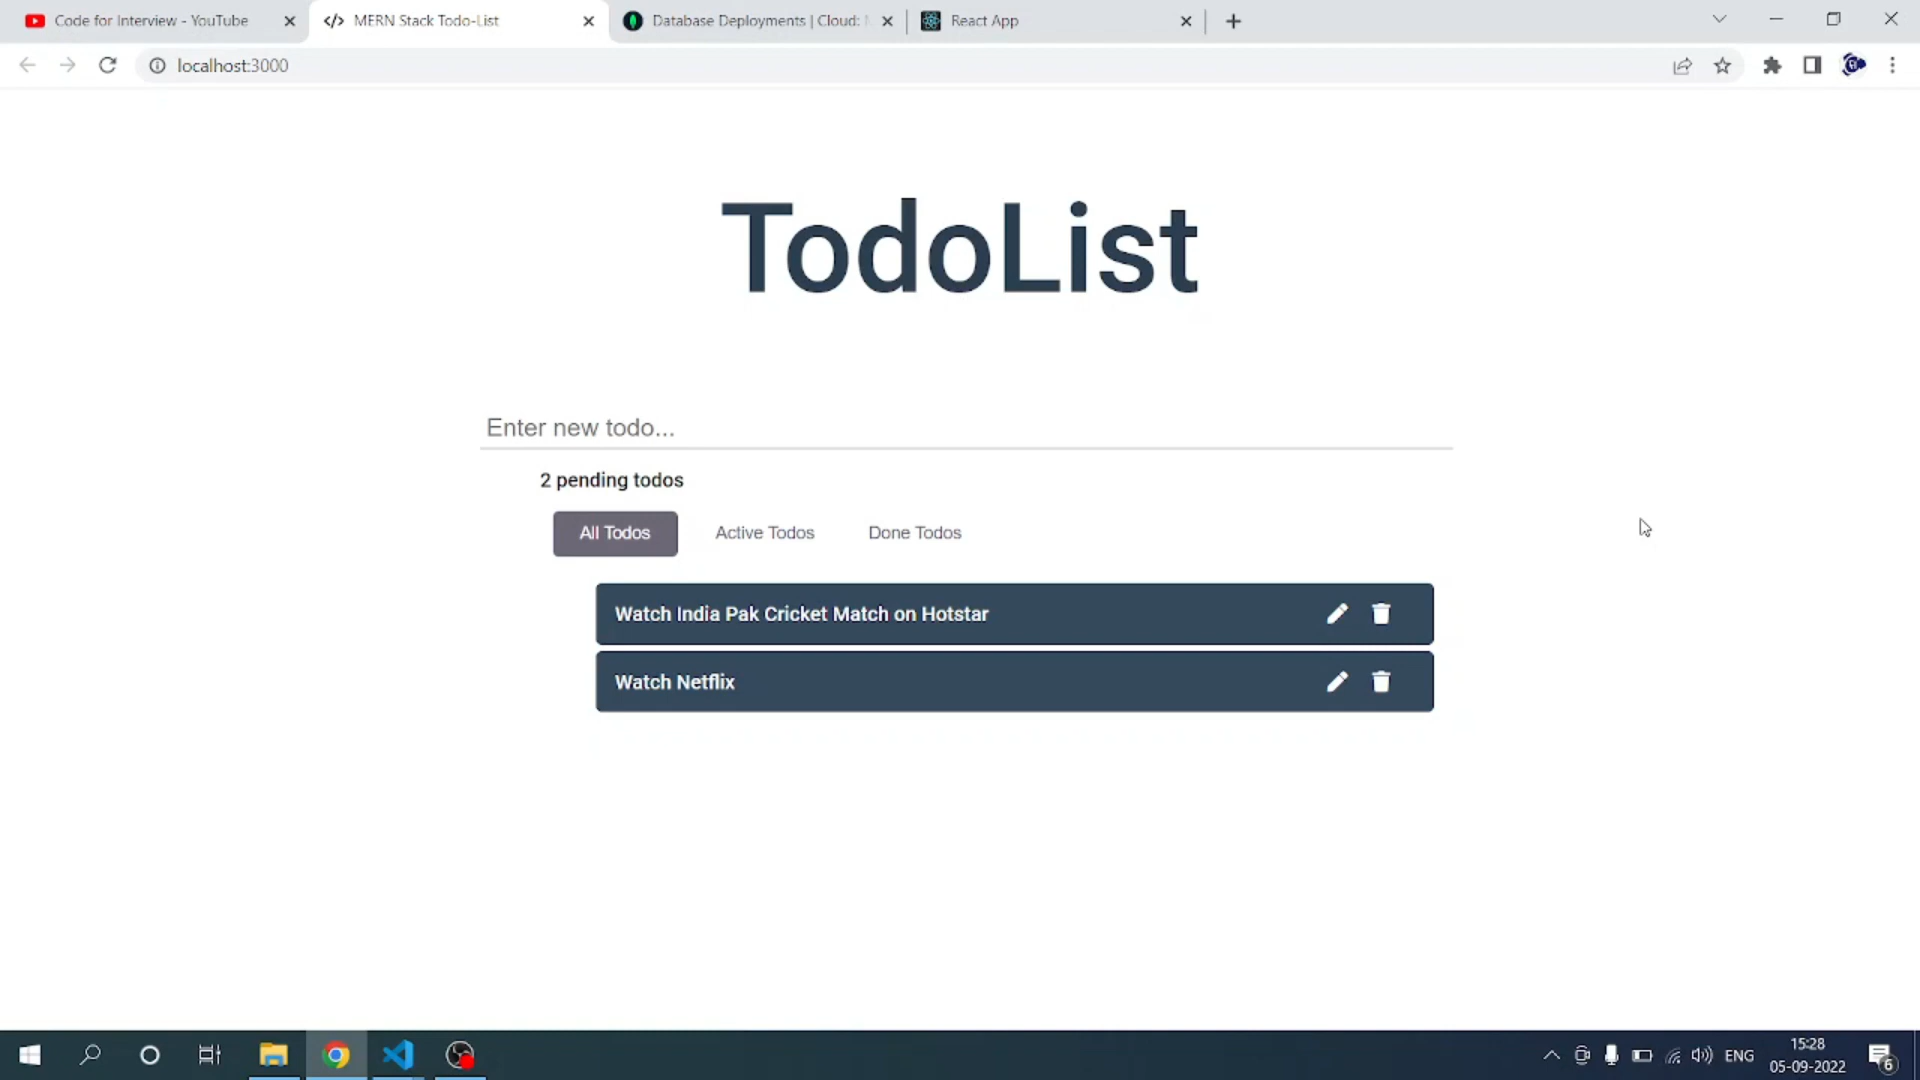 Code for Interview - YouTube
MERN Stack Todo-List
Database Deployments | Cloud:
React App
localhost:3000
TodoList
Enter new todo...
2 pending todos
All Todos
Active Todos
Done Todos
Watch India Pak Cricket Match on Hotstar
Watch Netflix
ENG
15:28
05-09-2022
6